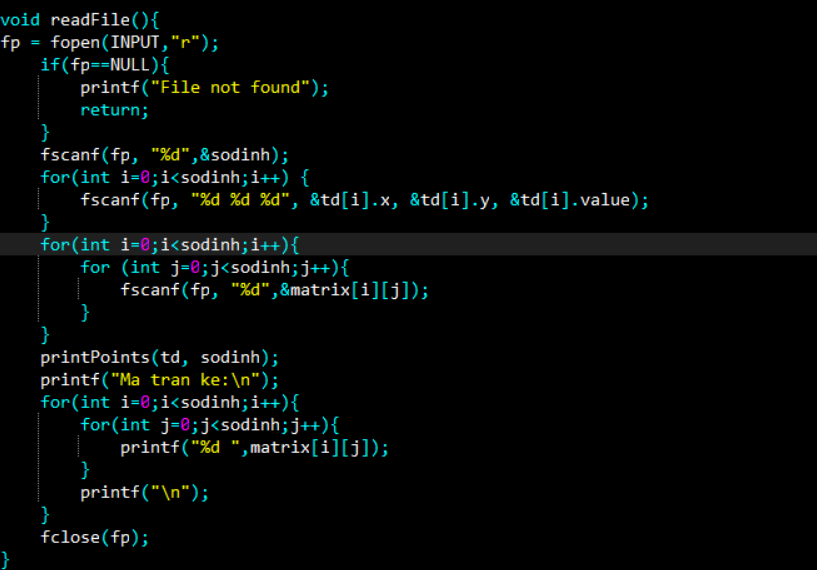 void readFile(){
fp = fopen(INPUT,"r");
    if(fp==NULL){
        printf("File not found");
        return;
    }
    fscanf(fp, "%d",&sodinh);
    for(int i=0;i<sodinh;i++) {
        fscanf(fp, "%d %d %d", &td[i].x, &td[i].y, &td[i].value);
    }
    for(int i=0;i<sodinh;i++){
        for (int j=0;j<sodinh;j++){
            fscanf(fp, "%d",&matrix[i][j]);
        }
    }
    printPoints(td, sodinh);
    printf("Ma tran ke:\n");
    for(int i=0;i<sodinh;i++){
        for(int j=0;j<sodinh;j++){
            printf("%d ",matrix[i][j]);
        }
        printf("\n");
    }
    fclose(fp);
}